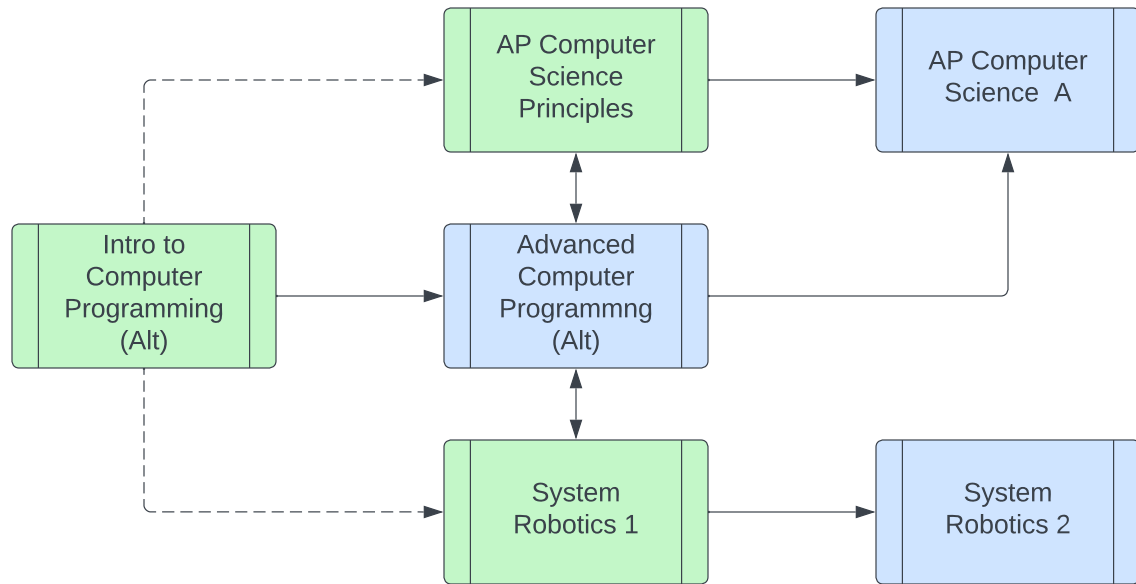 AP Computer
Science
Principles
AP Computer
Science  A
Intro to
Computer
Programming
(Alt)
Advanced
Computer
Programmng
(Alt)
System
Robotics 1
System
Robotics 2